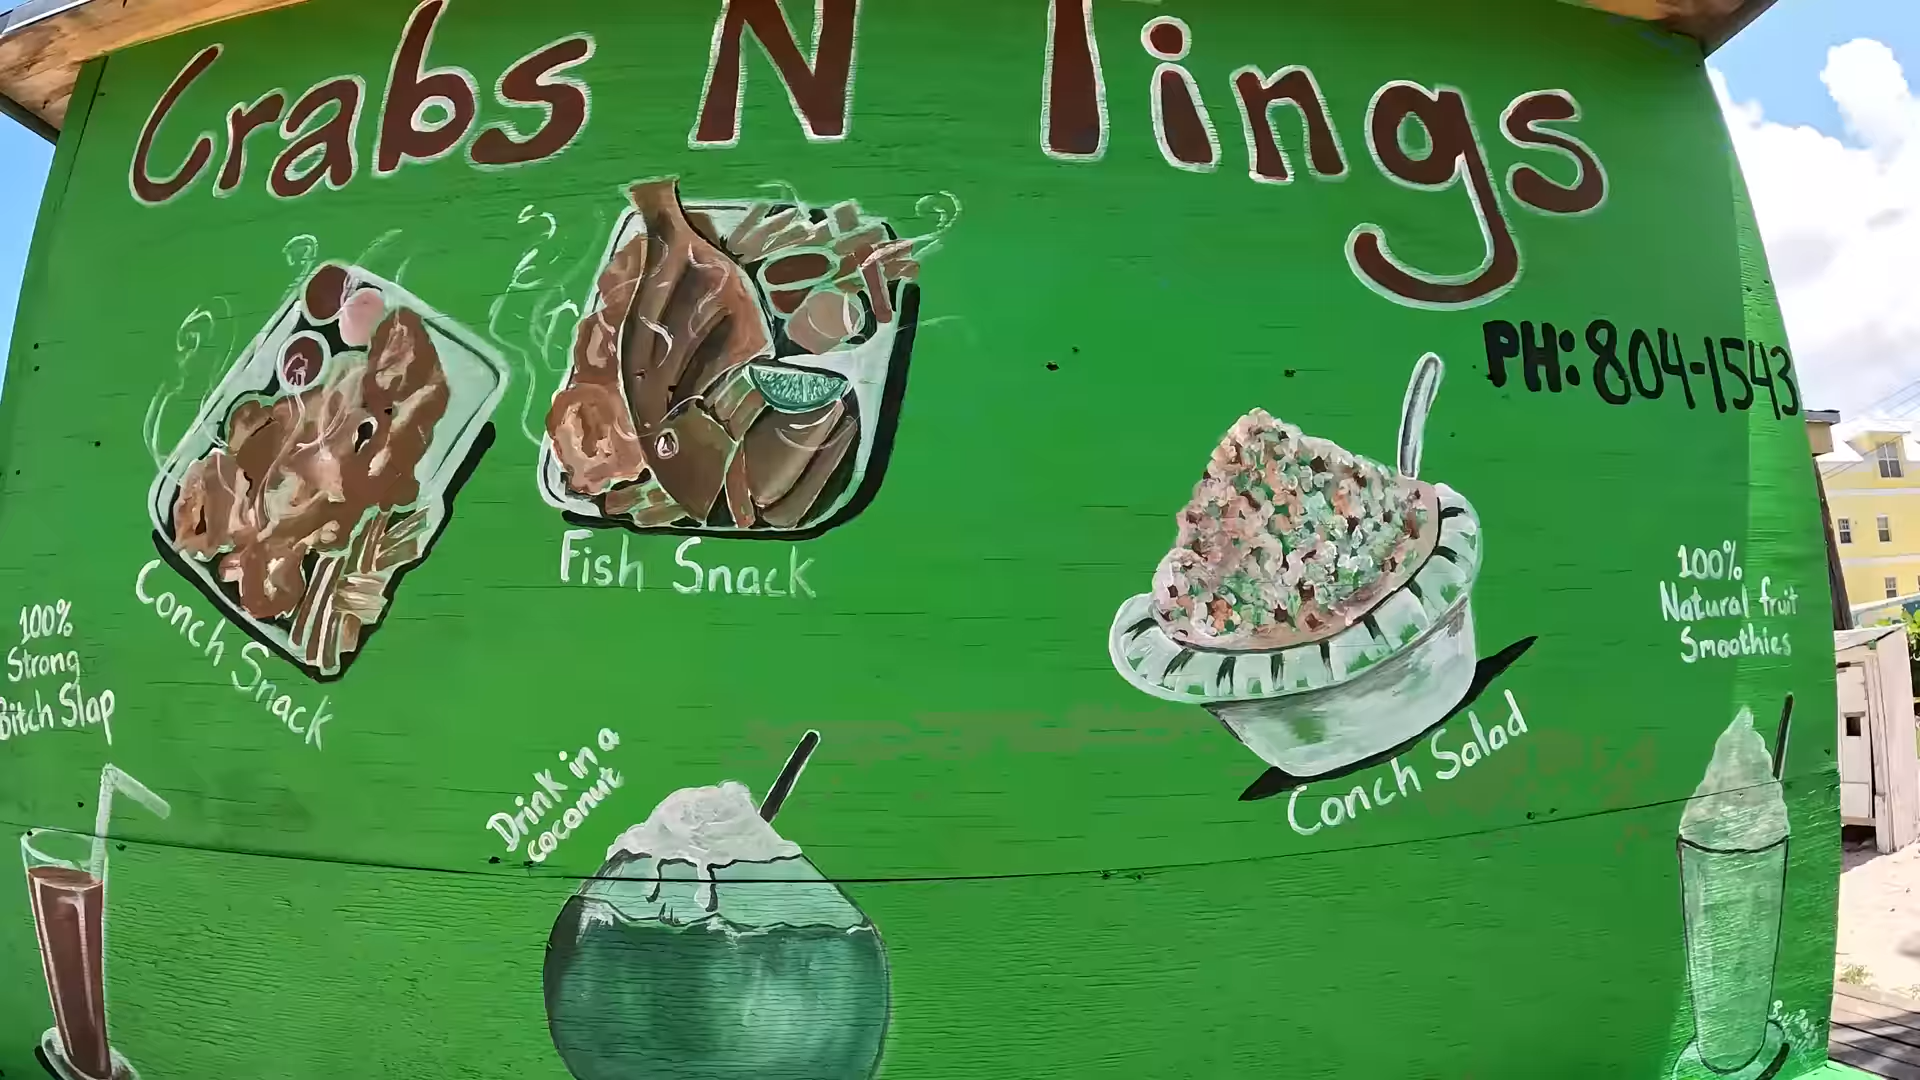 Crabs N Tings
PH: 804-1543
Conch Snack
Fish Snack
Conch Salad
100%
Natural fruit
Smoothies
100%
Strong
Bitch Slap
Drink in a
coconut